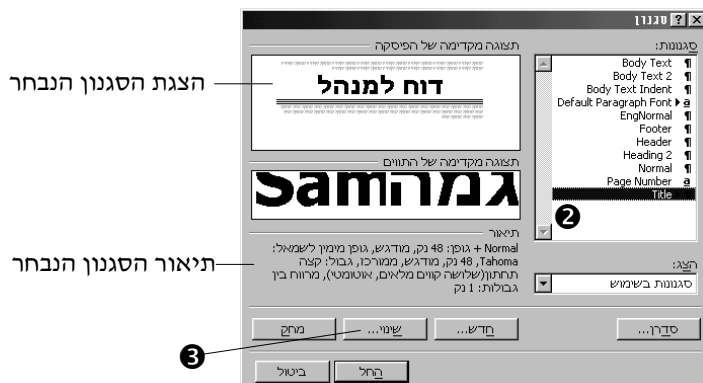 סגנון
סגנונות:
Body Text
Body Text 2
Body Text Indent
Default Paragraph Font
EngNormal
Footer
Header
Heading 2
Normal
Page Number
Title
❷
הצג:
סגנונות בשימוש
תצוגה מקדימה של הפיסקה
דוח למנהל
הצגת הסגנון הנבחר
תצוגה מקדימה של התווים
גמהSam
תיאור
Normal + גופן: 48 נק, מודגש, גופן מימין לשמאל:
Tahoma, 48 נק, מודגש, ממורכז, גבול: קצה
תחתון(שלושה קווים מלאים, אוטומטי), מרווח בין
גבולות: 1 נק
תיאור הסגנון הנבחר
סדרן...
חדש...
שינוי...
מחק
❸
החל
ביטול